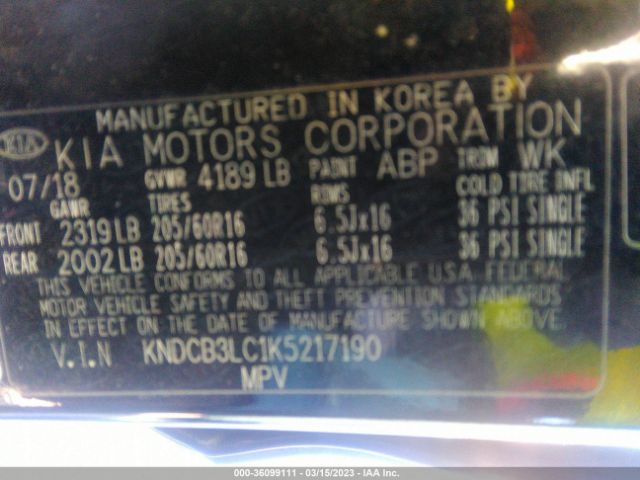 MANUFACTURED IN KOREA BY
KIA KIA MOTORS CORPORATION
07/18 GVWR 4189 LB PAINT ABP TRIM WK
GAWR TIRES ROWS COLD TIRE INFL
FRONT 2319 LB 205/60R16 6.5Jx16 36 PSI SINGLE
REAR 2002 LB 205/60R16 6.5Jx16 36 PSI SINGLE
THIS VEHICLE CONFORMS TO ALL APPLICABLE U.S.A. FEDERAL
MOTOR VEHICLE SAFETY AND THEFT PREVENTION STANDARDS
IN EFFECT ON THE DATE OF MANUFACTURE SHOWN ABOVE.
V.I.N KNDCB3LC1K5217190
MPV
000-36099111 - 03/15/2023 - IAA Inc.